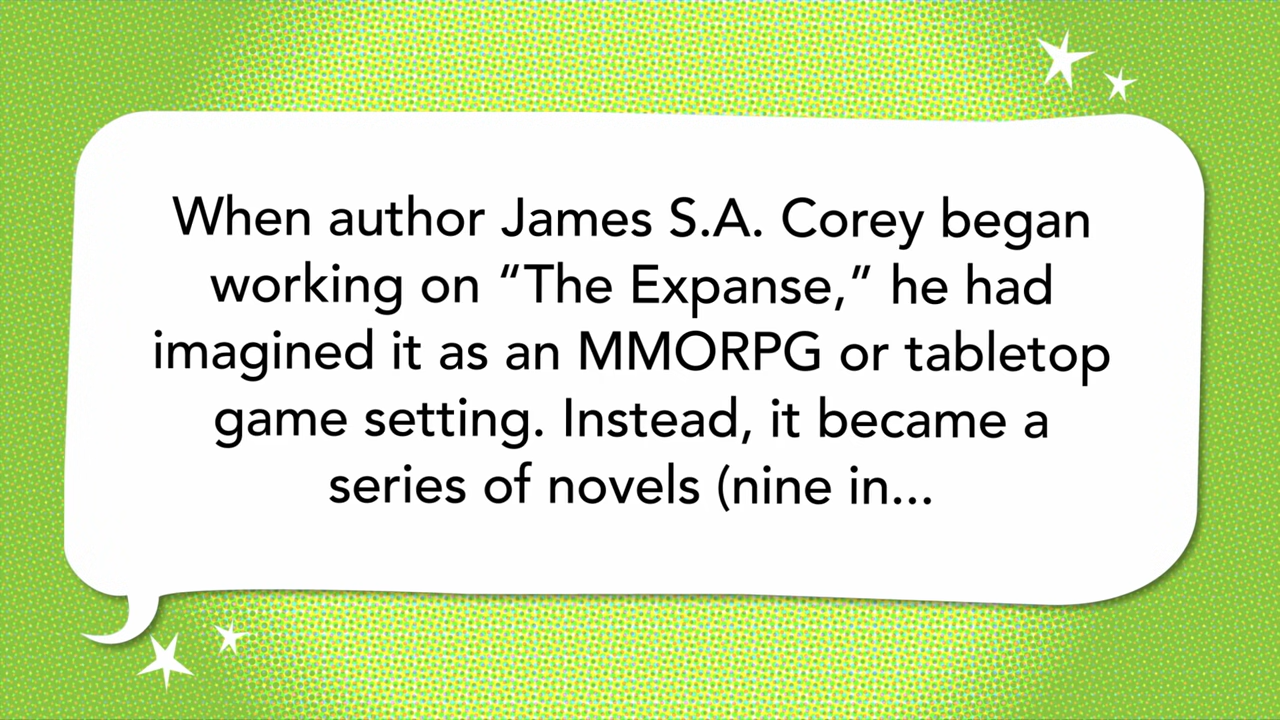 When author James S.A. Corey began
working on “The Expanse,” he had
imagined it as an MMORPG or tabletop
game setting. Instead, it became a
series of novels (nine in...